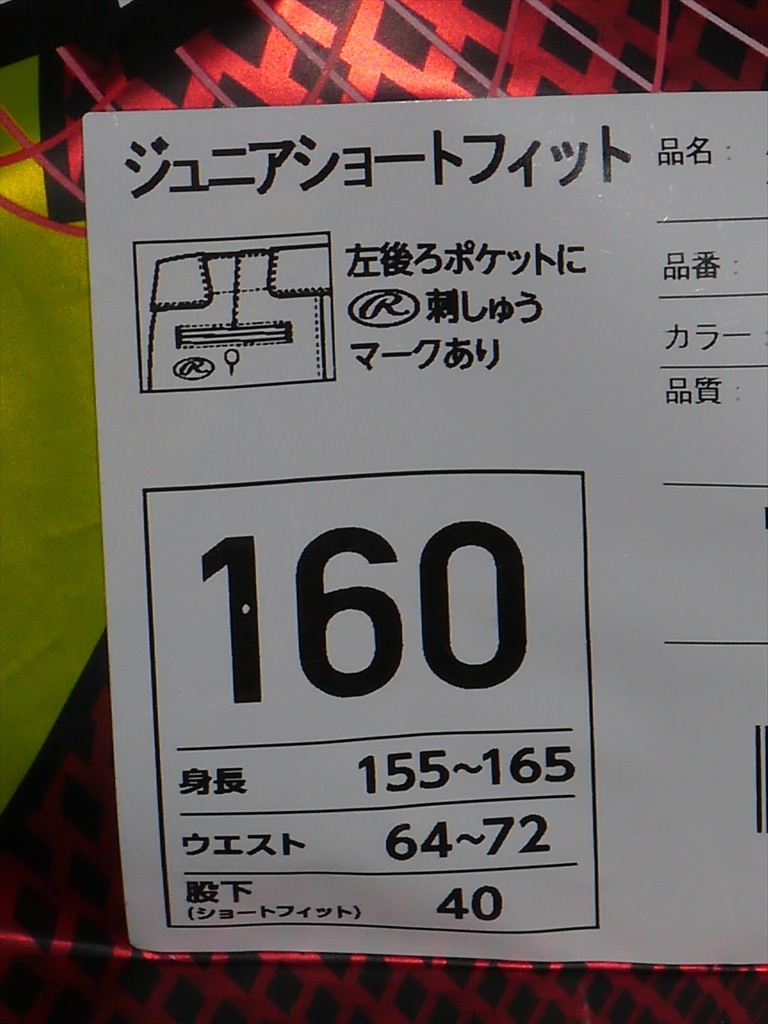 ジュニアショートフィット
左後ろポケットに
Ⓡ刺しゅう
マークあり
160
身長 155~165
ウエスト 64~72
股下 40
(ショートフィット)
品名:
品番:
カラー:
品質: